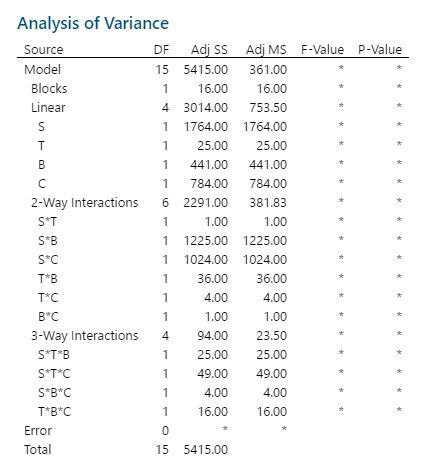 Analysis of Variance
Source DF Adj SS Adj MS F-Value P-Value
Model 15 5415.00 361.00 * *
Blocks 1 16.00 16.00 * *
Linear 4 3014.00 753.50 * *
S 1 1764.00 1764.00 * *
T 1 25.00 25.00 * *
B 1 441.00 441.00 * *
C 1 784.00 784.00 * *
2-Way Interactions 6 2291.00 381.83 * *
S*T 1 1.00 1.00 * *
S*B 1 1225.00 1225.00 * *
S*C 1 1024.00 1024.00 * *
T*B 1 36.00 36.00 * *
T*C 1 4.00 4.00 * *
B*C 1 1.00 1.00 * *
3-Way Interactions 4 94.00 23.50 * *
S*T*B 1 25.00 25.00 * *
S*T*C 1 49.00 49.00 * *
S*B*C 1 4.00 4.00 * *
T*B*C 1 16.00 16.00 * *
Error 0 * *
Total 15 5415.00